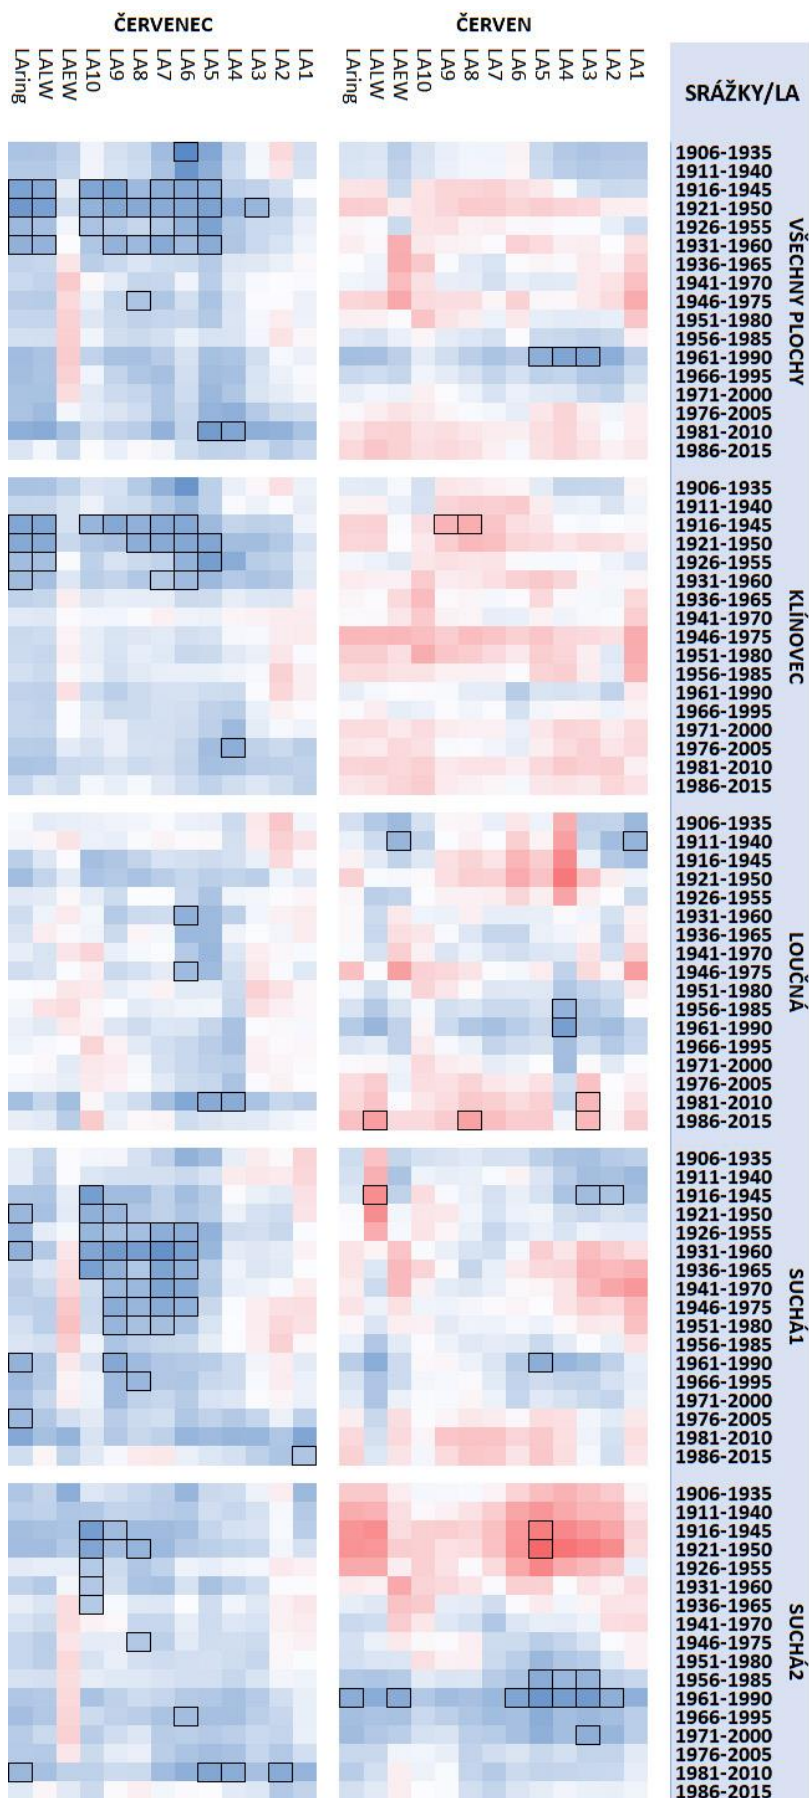 ČERVENEC
ČERVEN
LAring
LALW
LAEW
LA10
LA9
LA8
LA7
LA6
LA5
LA4
LA3
LA2
LA1
LAring
LALW
LAEW
LA10
LA9
LA8
LA7
LA6
LA5
LA4
LA3
LA2
LA1
SRÁŽKY/LA
1906-1935
1911-1940
1916-1945
1921-1950
1926-1955
1931-1960
1936-1965
1941-1970
1946-1975
1951-1980
1956-1985
1961-1990
1966-1995
1971-2000
1976-2005
1981-2010
1986-2015
VŠECHNY PLOCHY
1906-1935
1911-1940
1916-1945
1921-1950
1926-1955
1931-1960
1936-1965
1941-1970
1946-1975
1951-1980
1956-1985
1961-1990
1966-1995
1971-2000
1976-2005
1981-2010
1986-2015
KLÍNOVEC
1906-1935
1911-1940
1916-1945
1921-1950
1926-1955
1931-1960
1936-1965
1941-1970
1946-1975
1951-1980
1956-1985
1961-1990
1966-1995
1971-2000
1976-2005
1981-2010
1986-2015
LOUČNÁ
1906-1935
1911-1940
1916-1945
1921-1950
1926-1955
1931-1960
1936-1965
1941-1970
1946-1975
1951-1980
1956-1985
1961-1990
1966-1995
1971-2000
1976-2005
1981-2010
1986-2015
SUCHÁ1
1906-1935
1911-1940
1916-1945
1921-1950
1926-1955
1931-1960
1936-1965
1941-1970
1946-1975
1951-1980
1956-1985
1961-1990
1966-1995
1971-2000
1976-2005
1981-2010
1986-2015
SUCHÁ2